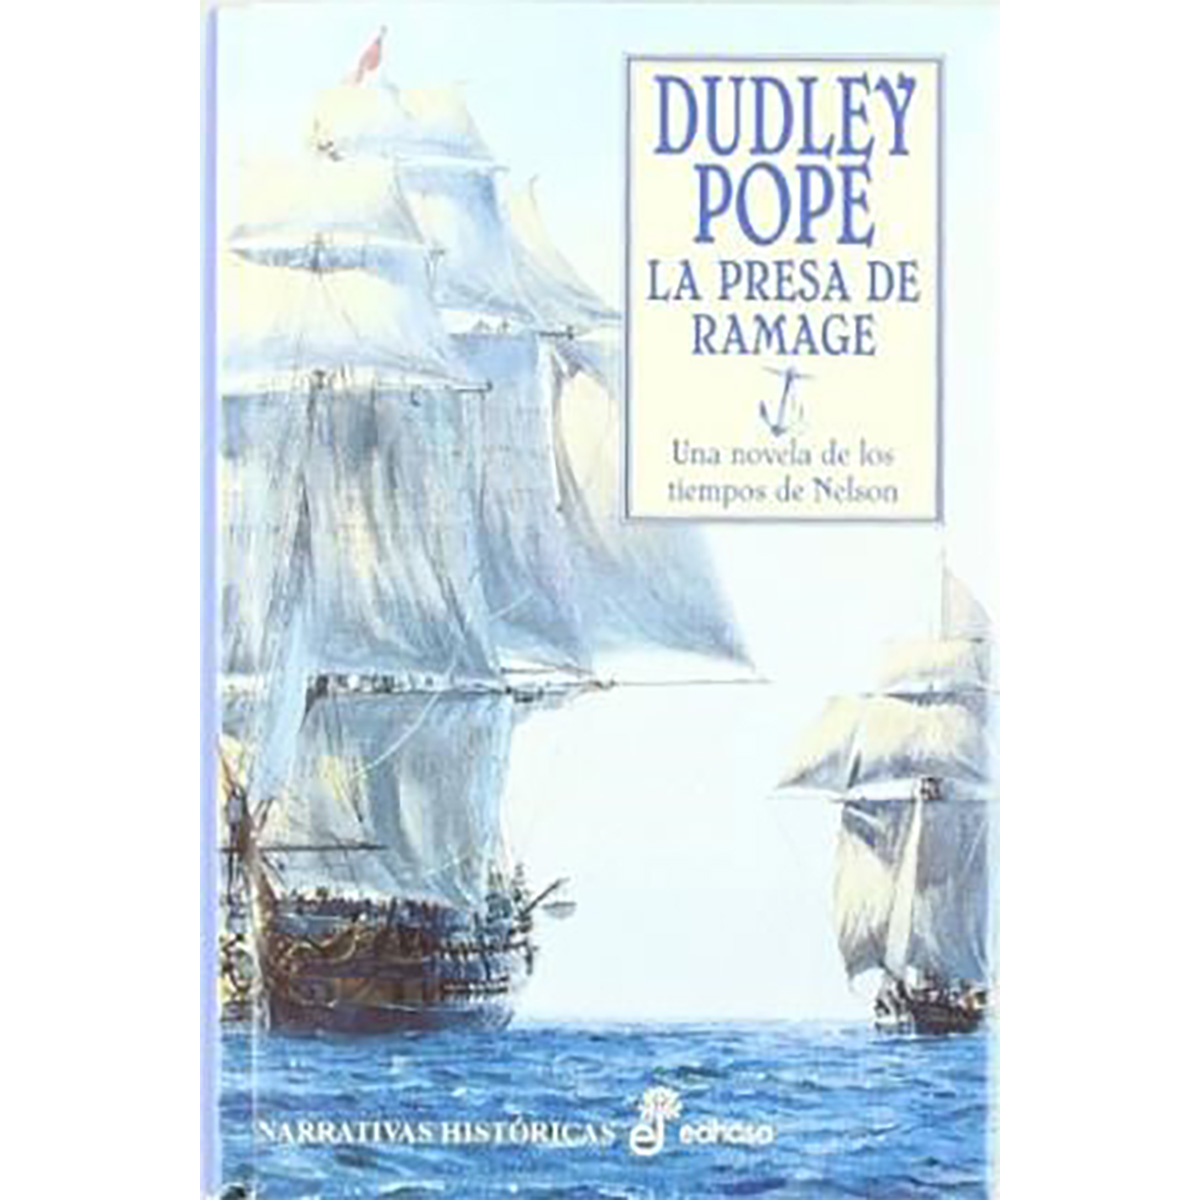 DUDLEY
POPE
LA PRESA DE
RAMAGE
Una novela de los
tiempos de Nelson
NARRATIVAS HISTÓRICAS edhasa